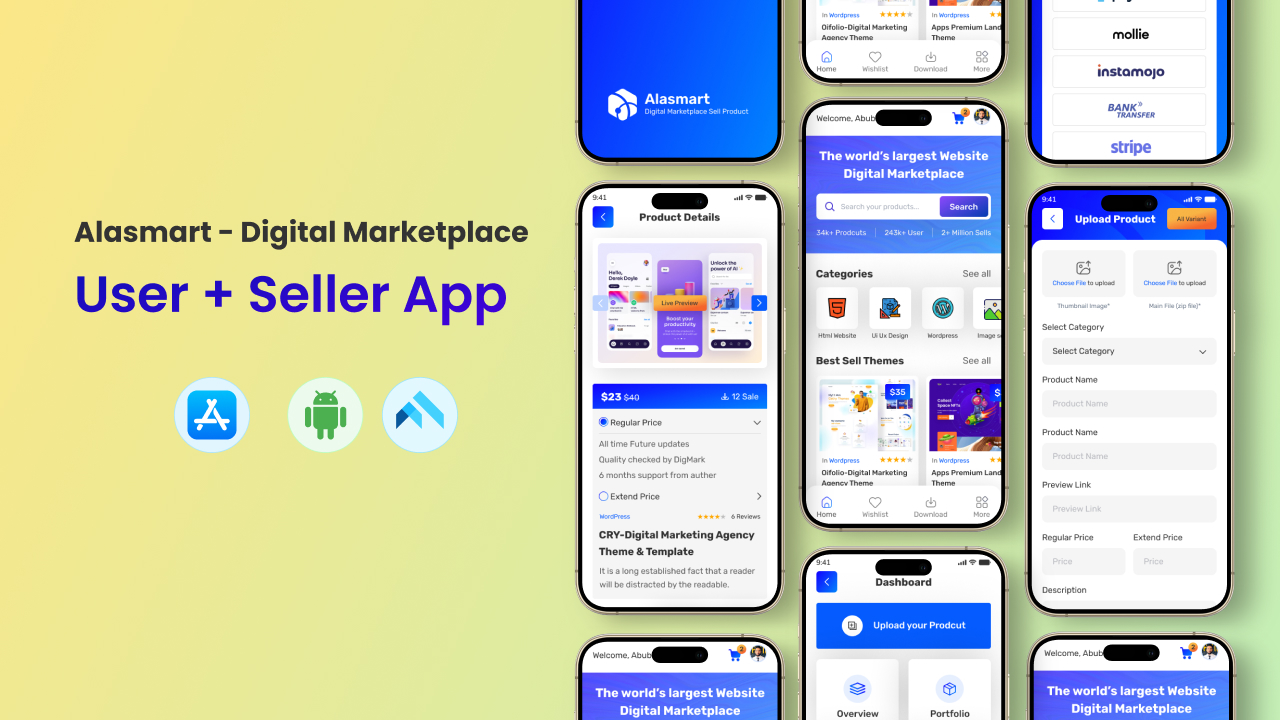 Alasmart - Digital Marketplace
User + Seller App
Alasmart
Digital Marketplace Sell Product
9:41
Product Details
Hello,
Derek Doyle
Unlock the
power of AI
Live Preview
Boost your
productivity
$23 $40
12 Sale
Regular Price
All time Future updates
Quality checked by DigMark
6 months support from auther
Extend Price
WordPress
6 Reviews
CRY-Digital Marketing Agency
Theme & Template
It is a long established fact that a reader
will be distracted by the readable.
Welcome, Abub
2
The world's largest Website
Digital Marketplace
In Wordpress
Oifolio-Digital Marketing
Agency Theme
In Wordpress
Apps Premium Land
Theme
Home
Wishlist
Download
More
Welcome, Abub
2
The world's largest Website
Digital Marketplace
Search your products...
Search
34k+ Prodcuts
243k+ User
2+ Million Sells
Categories
See all
Html Website
Ui Ux Design
Wordpress
Image s
Best Sell Themes
See all
$35
$
In Wordpress
Oifolio-Digital Marketing
Agency Theme
In Wordpress
Apps Premium Land
Theme
Home
Wishlist
Download
More
9:41
Dashboard
Upload your Prodcut
Overview
Portfolio
mollie
instamojo
BANK
TRANSFER
stripe
9:41
Upload Product
All Variant
Choose File to upload
Choose File to upload
Thumbnail Image*
Main File (zip file)*
Select Category
Select Category
Product Name
Product Name
Product Name
Product Name
Preview Link
Preview Link
Regular Price
Extend Price
Price
Price
Description
Welcome, Abub
2
The world's largest Website
Digital Marketplace